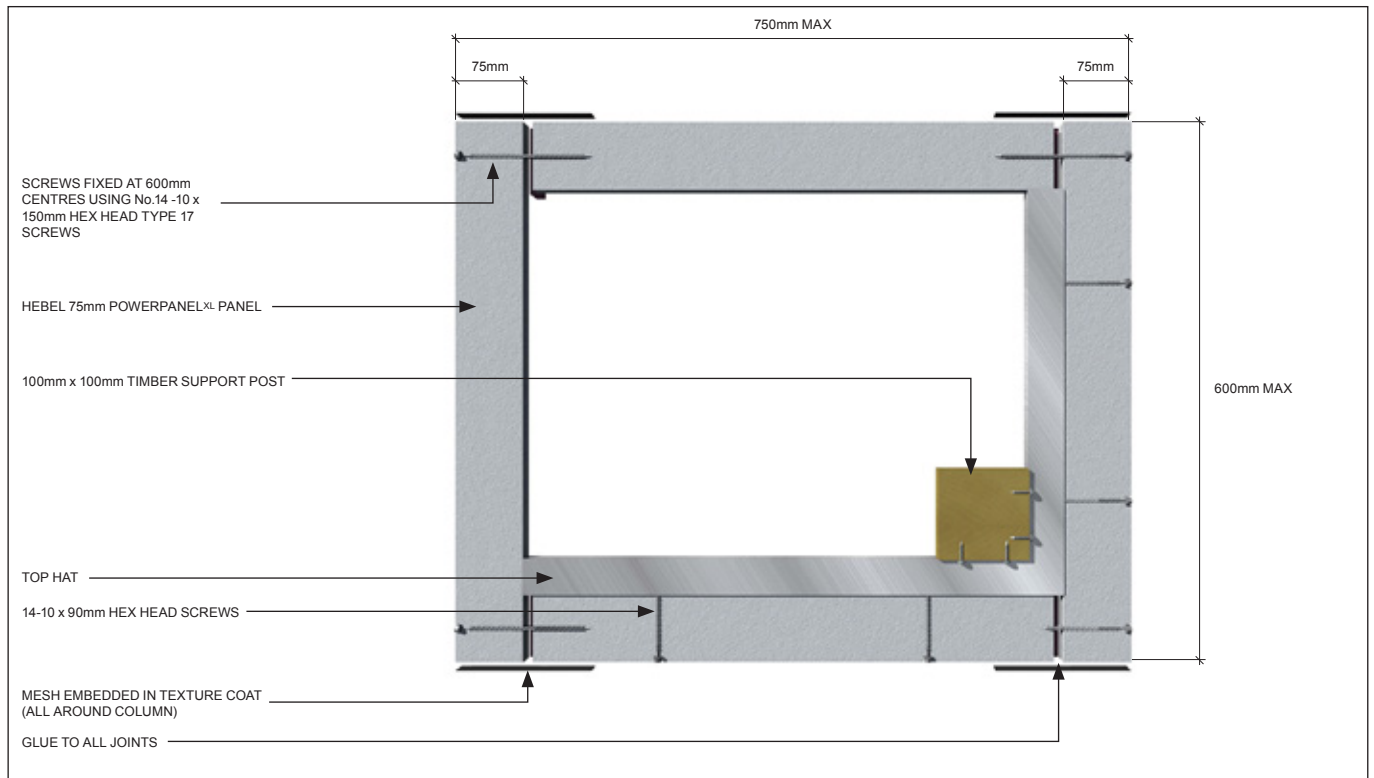 750mm MAX
75mm
75mm
SCREWS FIXED AT 600mm
CENTRES USING No.14 -10 x
150mm HEX HEAD TYPE 17
SCREWS
HEBEL 75mm POWERPANELXL PANEL
100mm x 100mm TIMBER SUPPORT POST
600mm MAX
TOP HAT
14-10 x 90mm HEX HEAD SCREWS
MESH EMBEDDED IN TEXTURE COAT
(ALL AROUND COLUMN)
GLUE TO ALL JOINTS